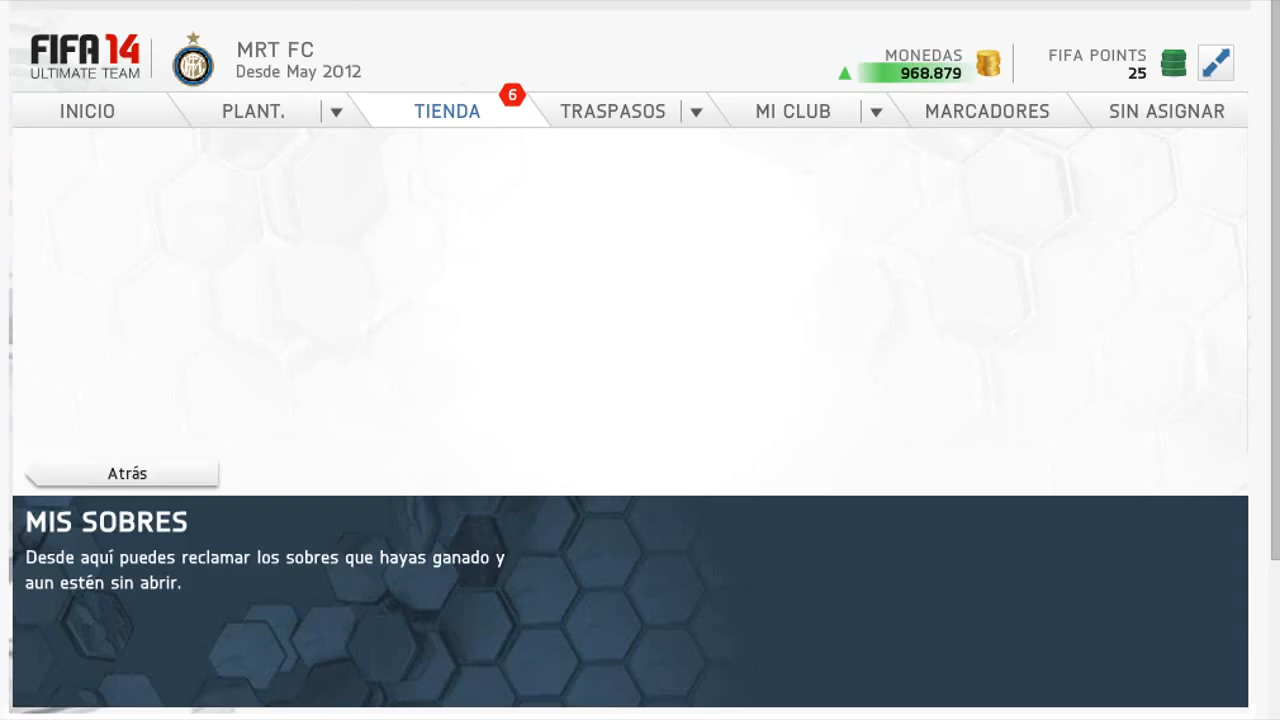 FIFA 14
ULTIMATE TEAM
MRT FC
Desde May 2012
MONEDAS
968.879
FIFA POINTS
25
INICIO
PLANT.
TIENDA
6
TRASPASOS
MI CLUB
MARCADORES
SIN ASIGNAR
Atrás
MIS SOBRES
Desde aquí puedes reclamar los sobres que hayas ganado y
aun estén sin abrir.